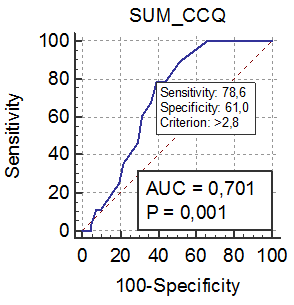 SUM_CCQ
100
80
60
40
20
0
Sensitivity
Sensitivity: 78,6
Specificity: 61,0
Criterion: >2,8
AUC = 0,701
P = 0,001
0 20 40 60 80 100
100-Specificity